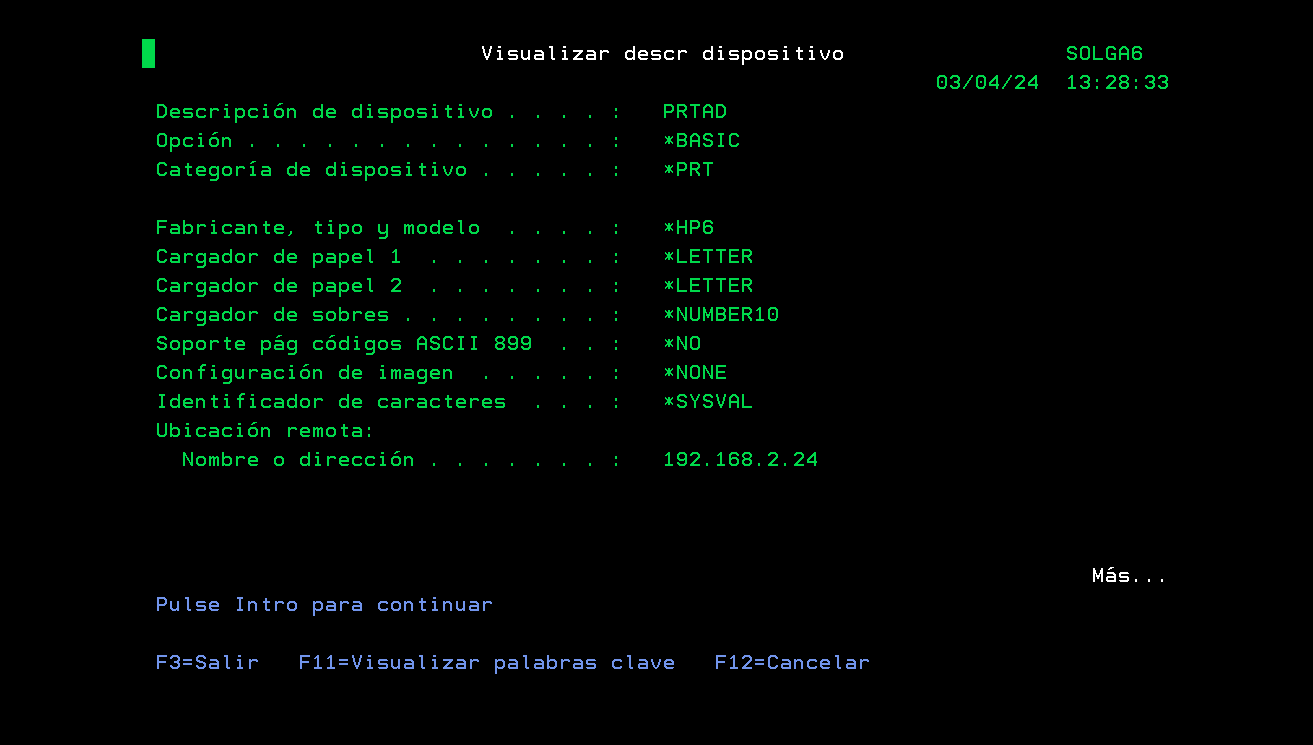 Visualizar descr dispositivo SOLGA6
03/04/24 13:28:33
Descripción de dispositivo . . . . : PRTAD
Opción . . . . . . . . . . . . . . . : *BASIC
Categoría de dispositivo . . . . . : *PRT
Fabricante, tipo y modelo . . . . : *HP6
Cargador de papel 1 . . . . . . . : *LETTER
Cargador de papel 2 . . . . . . . : *LETTER
Cargador de sobres . . . . . . . . : *NUMBER10
Soporte pág códigos ASCII 899 . . : *NO
Configuración de imagen . . . . . : *NONE
Identificador de caracteres . . . : *SYSVAL
Ubicación remota:
Nombre o dirección . . . . . . . : 192.168.2.24
Más...
Pulse Intro para continuar
F3=Salir F11=Visualizar palabras clave F12=Cancelar